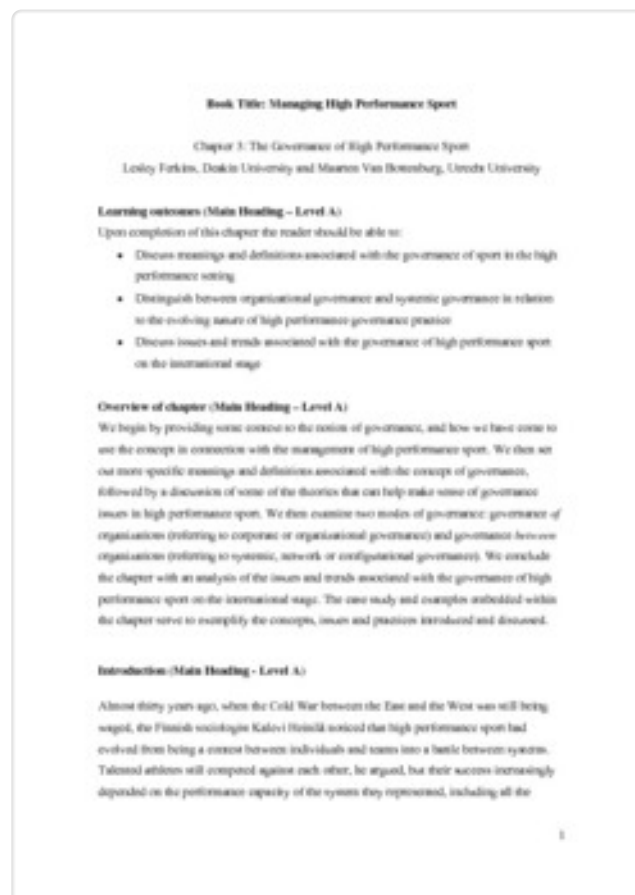 Book Title: Managing High Performance Sport
Chapter 3: The Governance of High Performance Sport
Lesley Ferkins, Deakin University and Maarten Van Bottenburg, Utrecht University
Learning outcomes (Main Heading – Level A)
Upon completion of this chapter the reader should be able to:
• Discuss meanings and definitions associated with the governance of sport in the high
performance setting
• Distinguish between organizational governance and systemic governance in relation
to the evolving nature of high performance governance practice
• Discuss issues and trends associated with the governance of high performance sport
on the international stage
Overview of chapter (Main Heading – Level A)
We begin by providing some context to the notion of governance, and how we have come to
use the concept in connection with the management of high performance sport. We then set
out more specific meanings and definitions associated with the concept of governance,
followed by a discussion of some of the theories that can help make sense of governance
issues in high performance sport. We then examine two modes of governance: governance of
organisations (referring to corporate or organisational governance) and governance between
organisations (referring to systemic, network or configurational governance). We conclude
the chapter with an analysis of the issues and trends associated with the governance of high
performance sport on the international stage. The case study and examples embedded within
the chapter serve to exemplify the concepts, issues and practices introduced and discussed.
Introduction (Main Heading - Level A)
Almost thirty years ago, when the Cold War between the East and the West was still being
waged, the Finnish sociologist Kalevi Heinilä noticed that high performance sport had
evolved from being a contest between individuals and teams into a battle between systems.
Talented athletes still competed against each other, he argued, but their success increasingly
depended on the performance capacity of the system they represented, including all the
1